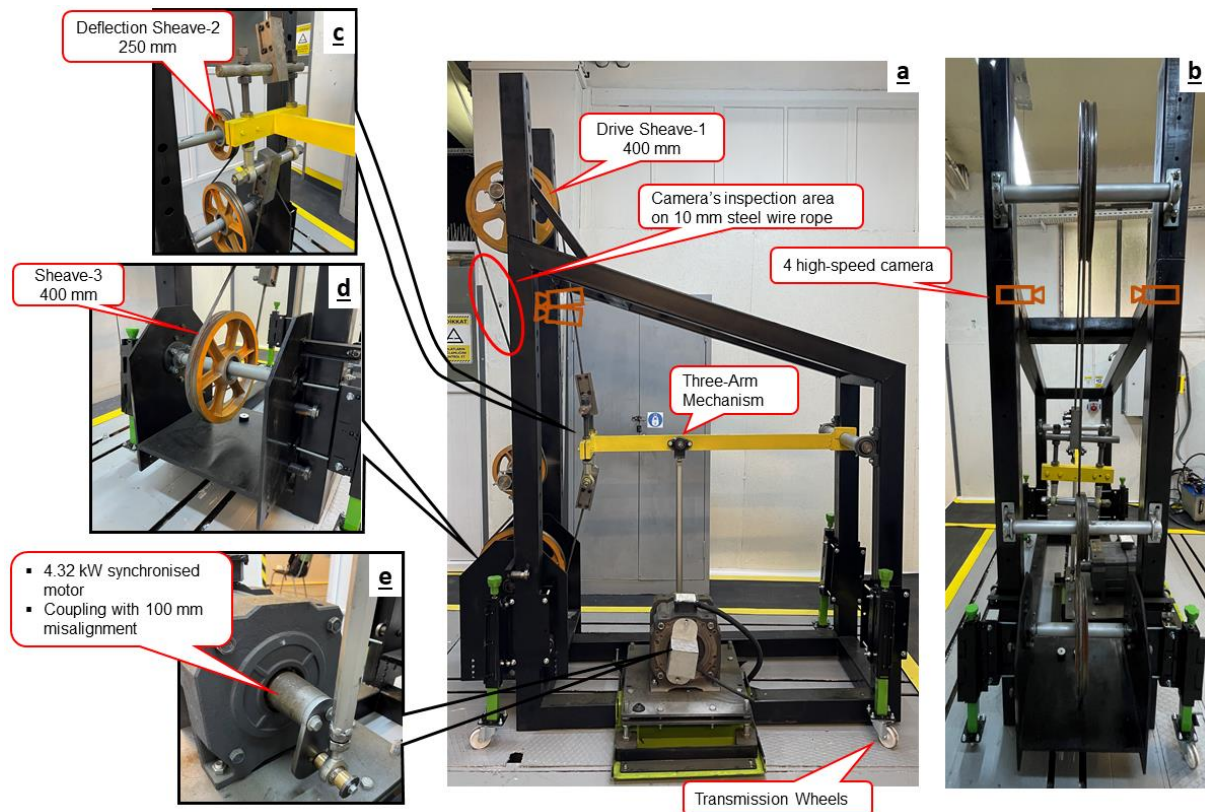 Deflection Sheave-2
250 mm
c
a
b
Drive Sheave-1
400 mm
Camera's inspection area
on 10 mm steel wire rope
4 high-speed camera
Sheave-3
400 mm
d
DİKKAT
Three-Arm
Mechanism
e
▪ 4.32 kW synchronised
motor
▪ Coupling with 100 mm
misalignment
Transmission Wheels